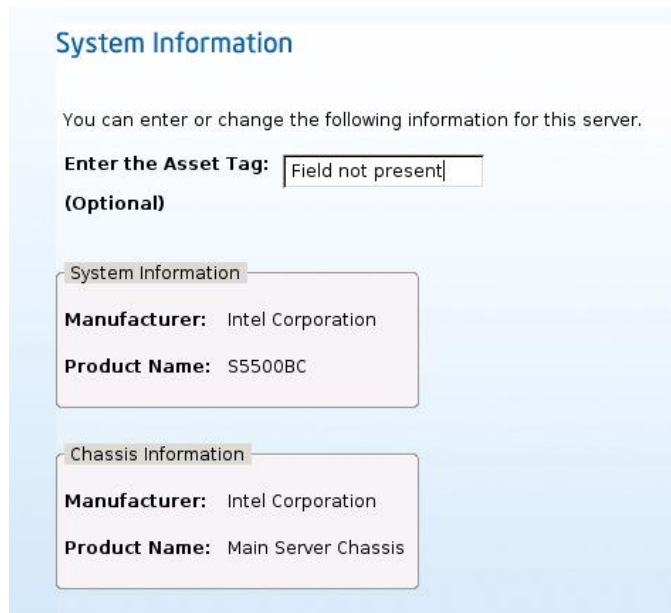 System Information
You can enter or change the following information for this server.
Enter the Asset Tag: Field not present
(Optional)
System Information
Manufacturer: Intel Corporation
Product Name: S5500BC
Chassis Information
Manufacturer: Intel Corporation
Product Name: Main Server Chassis